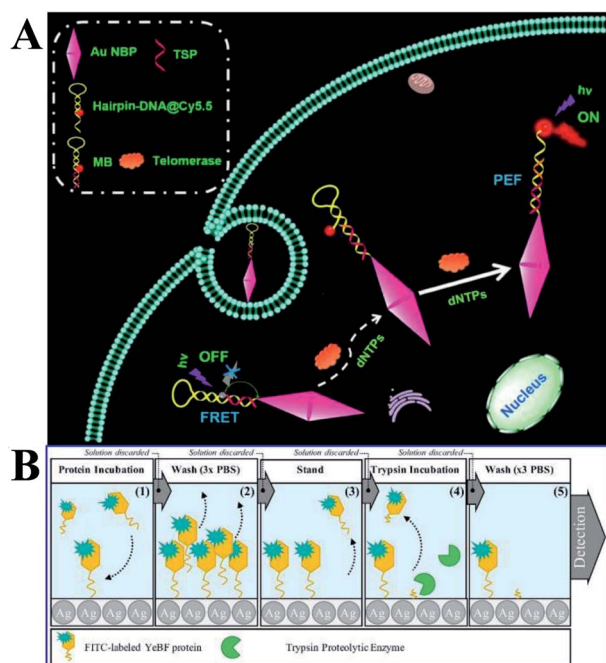 A
Au NBP
TSP
Hairpin-DNA@Cy5.5
MB
Telomerase
hv
ON
PEF
dNTPs
hv
OFF
FRET
dNTPs
Nucleus
B
Solution discarded
Solution discarded
Solution discarded
Solution discarded
Protein Incubation
Wash (3x PBS)
Stand
Trypsin Incubation
Wash (x3 PBS)
(1)
(2)
(3)
(4)
(5)
Detection
Ag Ag Ag Ag Ag Ag Ag Ag Ag Ag Ag Ag Ag Ag Ag Ag Ag Ag Ag Ag
FITC-labeled YeBF protein
Trypsin Proteolytic Enzyme